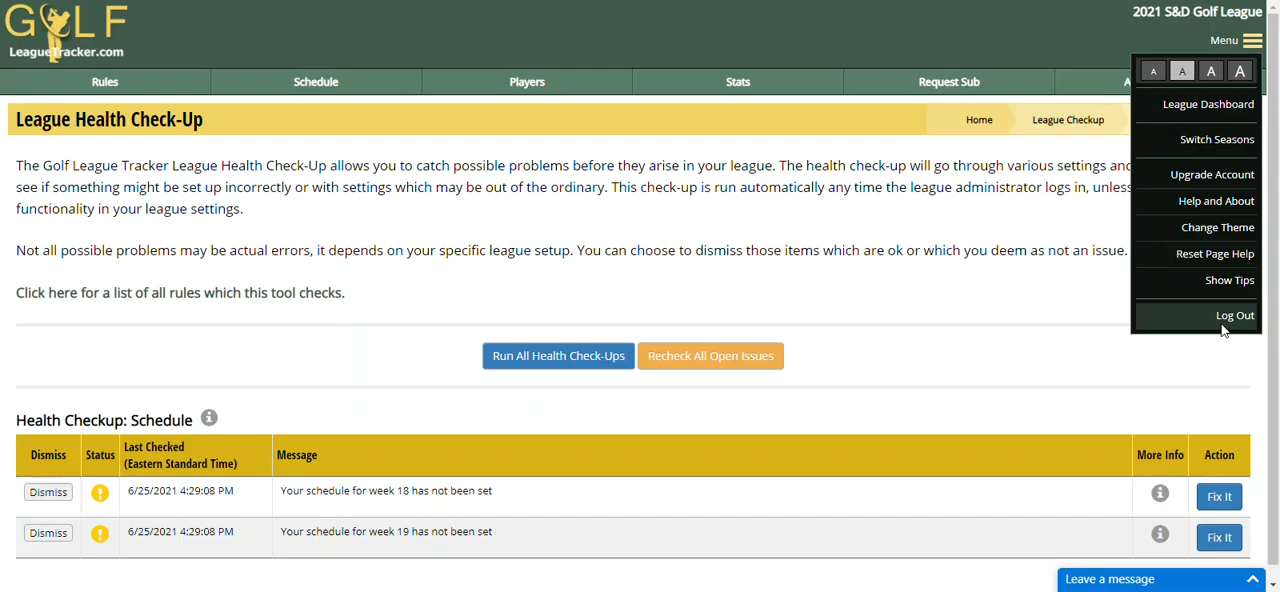 GOLF
LeagueTracker.com
2021 S&D Golf League
Menu
Rules
Schedule
Players
Stats
Request Sub
A
A A A A
League Dashboard
Switch Seasons
Upgrade Account
Help and About
Change Theme
Reset Page Help
Show Tips
Log Out
League Health Check-Up
Home
League Checkup
The Golf League Tracker League Health Check-Up allows you to catch possible problems before they arise in your league. The health check-up will go through various settings and
see if something might be set up incorrectly or with settings which may be out of the ordinary. This check-up is run automatically any time the league administrator logs in, unless
functionality in your league settings.
Not all possible problems may be actual errors, it depends on your specific league setup. You can choose to dismiss those items which are ok or which you deem as not an issue.
Click here for a list of all rules which this tool checks.
Run All Health Check-Ups
Recheck All Open Issues
Health Checkup: Schedule
Dismiss
Status
Last Checked
(Eastern Standard Time)
Message
More Info
Action
Dismiss
6/25/2021 4:29:08 PM
Your schedule for week 18 has not been set
Fix It
Dismiss
6/25/2021 4:29:08 PM
Your schedule for week 19 has not been set
Fix It
Leave a message